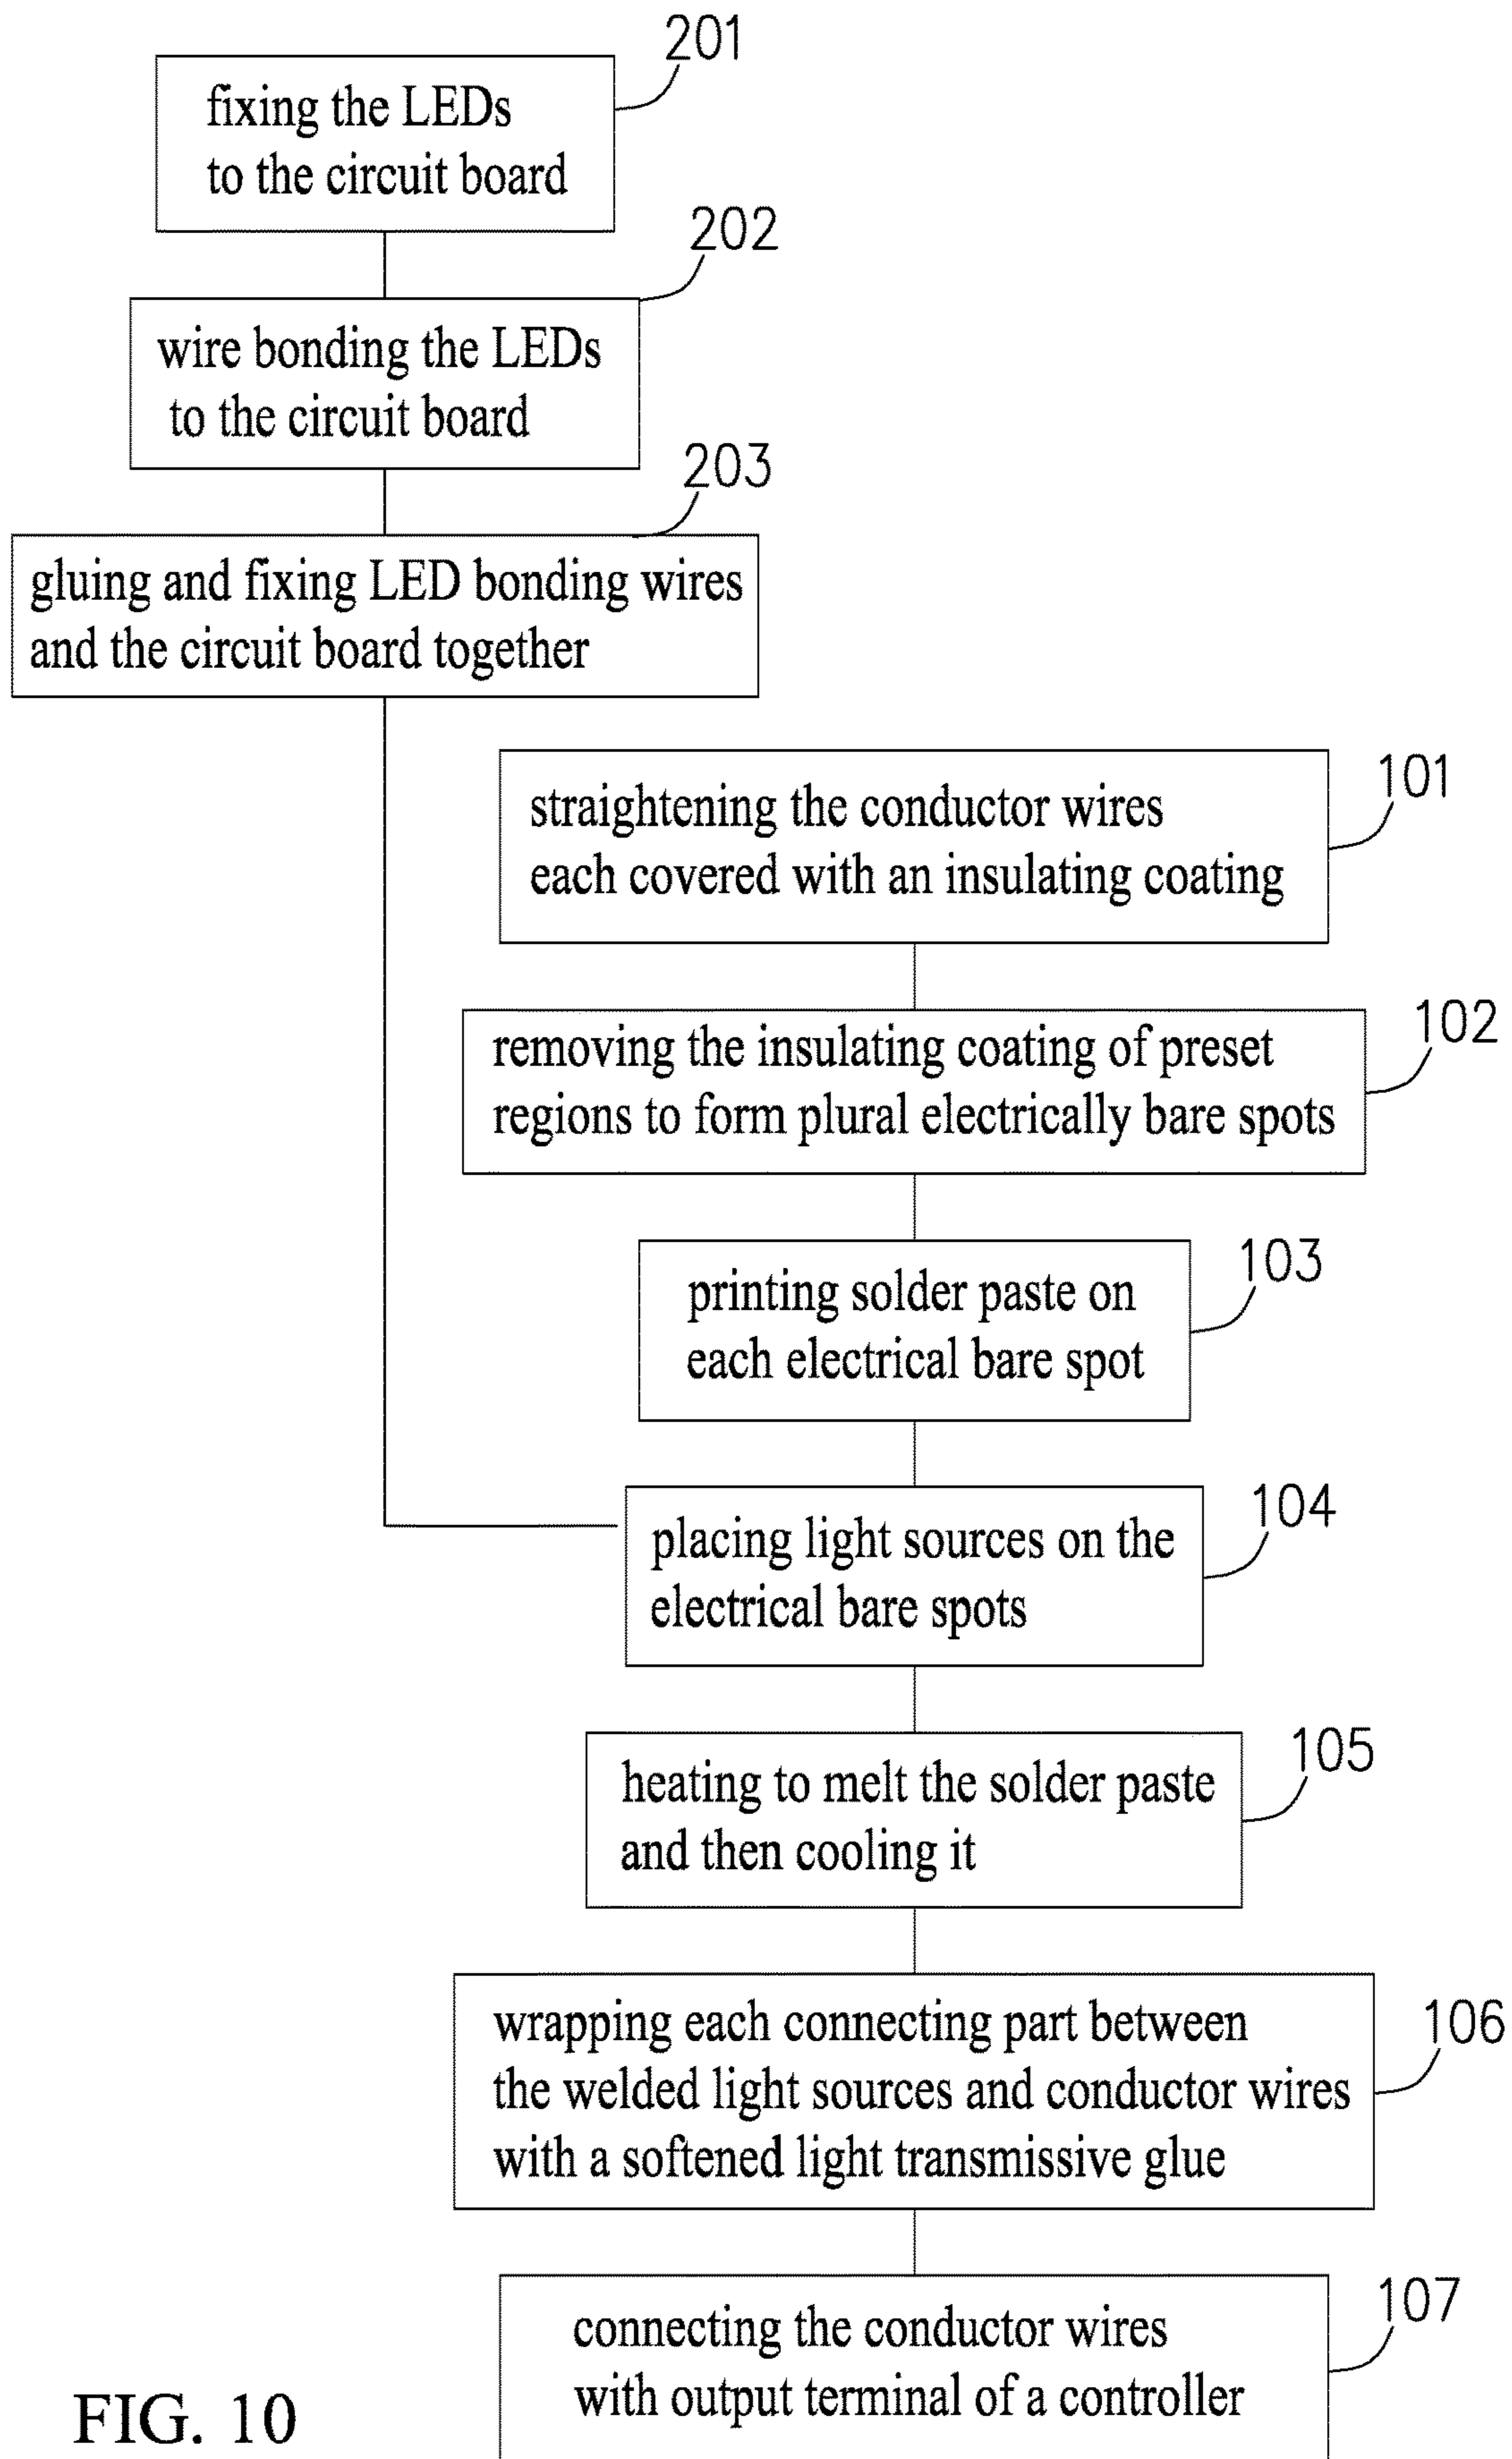 201
fixing the LEDs
to the circuit board
202
wire bonding the LEDs
to the circuit board
203
gluing and fixing LED bonding wires
and the circuit board together
101
straightening the conductor wires
each covered with an insulating coating
102
removing the insulating coating of preset
regions to form plural electrically bare spots
103
printing solder paste on
each electrical bare spot
104
placing light sources on the
electrical bare spots
105
heating to melt the solder paste
and then cooling it
106
wrapping each connecting part between
the welded light sources and conductor wires
with a softened light transmissive glue
107
connecting the conductor wires
with output terminal of a controller
FIG. 10